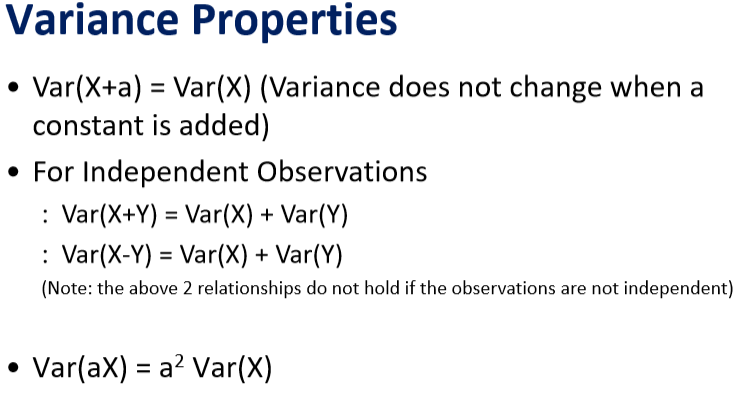 Variance Properties
• Var(X+a) = Var(X) (Variance does not change when a
constant is added)
• For Independent Observations
: Var(X+Y) = Var(X) + Var(Y)
: Var(X-Y) = Var(X) + Var(Y)
(Note: the above 2 relationships do not hold if the observations are not independent)
• Var(aX) = a² Var(X)